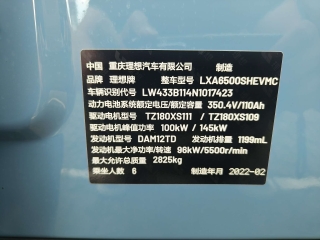 中国 重庆理想汽车有限公司 制造
品牌 理想牌 整车型号 LXA6500SHEVMC
车辆识别代号 LW433B114N1017423
动力电池系统额定电压/额定容量 350.4V/110Ah
驱动电机型号 TZ180XS111 / TZ180XS109
驱动电机峰值功率 100kW / 145kW
发动机型号 DAM12TD 发动机排量 1199mL
发动机最大净功率/转速 96kW/5500r/min
最大允许总质量 2825kg
乘坐人数 6 制造年月 2022-02